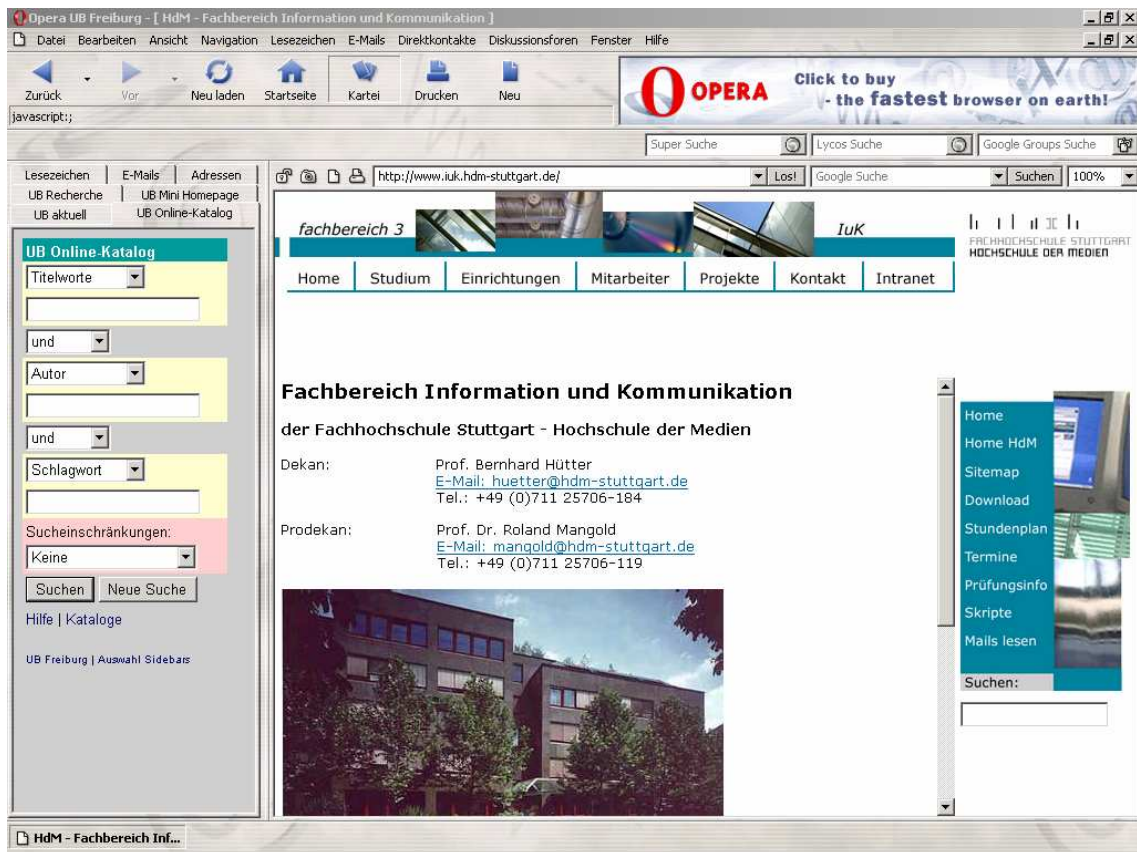 Opera UB Freiburg - [ HdM - Fachbereich Information und Kommunikation ]
Datei Bearbeiten Ansicht Navigation Lesezeichen E-Mails Direktkontakte Diskussionsforen Fenster Hilfe
Zurück Vor Neu laden Startseite Kartei Drucken Neu
OPERA
Click to buy
- the fastest browser on earth!
javascript:;
Super Suche Lycos Suche Google Groups Suche
Lesezeichen E-Mails Adressen
UB Recherche UB Mini Homepage
UB aktuell UB Online-Katalog
http://www.iuk.hdm-stuttgart.de/ Los! Google Suche Suchen 100%
UB Online-Katalog
Titelworte
und
Autor
und
Schlagwort
Sucheinschränkungen:
Keine
Suchen Neue Suche
Hilfe | Kataloge
UB Freiburg | Auswahl Sidebars
fachbereich 3 IuK
FACHHOCHSCHULE STUTTGART
HOCHSCHULE DER MEDIEN
Home Studium Einrichtungen Mitarbeiter Projekte Kontakt Intranet
Fachbereich Information und Kommunikation
der Fachhochschule Stuttgart - Hochschule der Medien
Dekan: Prof. Bernhard Hütter
E-Mail: huetter@hdm-stuttgart.de
Tel.: +49 (0)711 25706-184
Prodekan: Prof. Dr. Roland Mangold
E-Mail: mangold@hdm-stuttgart.de
Tel.: +49 (0)711 25706-119
Home
Home HdM
Sitemap
Download
Stundenplan
Termine
Prüfungsinfo
Skripte
Mails lesen
Suchen:
HdM - Fachbereich Inf...